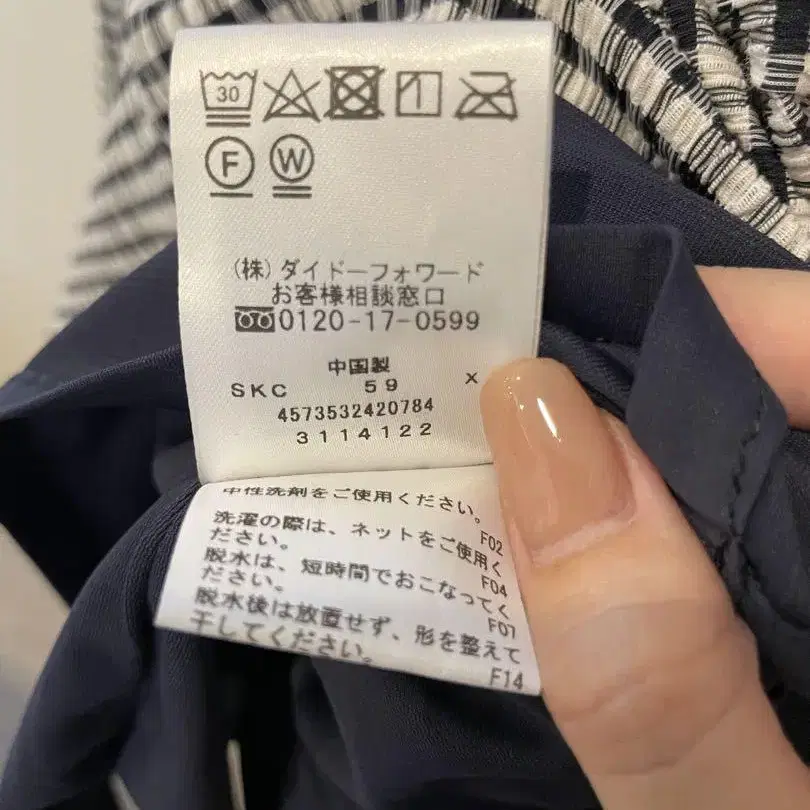 30
F W
(株)ダイドーフォワード
お客様相談窓口
0120-17-0599
中国製
SKC 59 X
4573532420784
3114122
中性洗剤をご使用ください。 F02
洗濯の際は、ネットをご使用く
ださい。 F04
脱水は、短時間でおこなってく
ださい。 F07
脱水後は放置せず、形を整えて
干してください。 F14